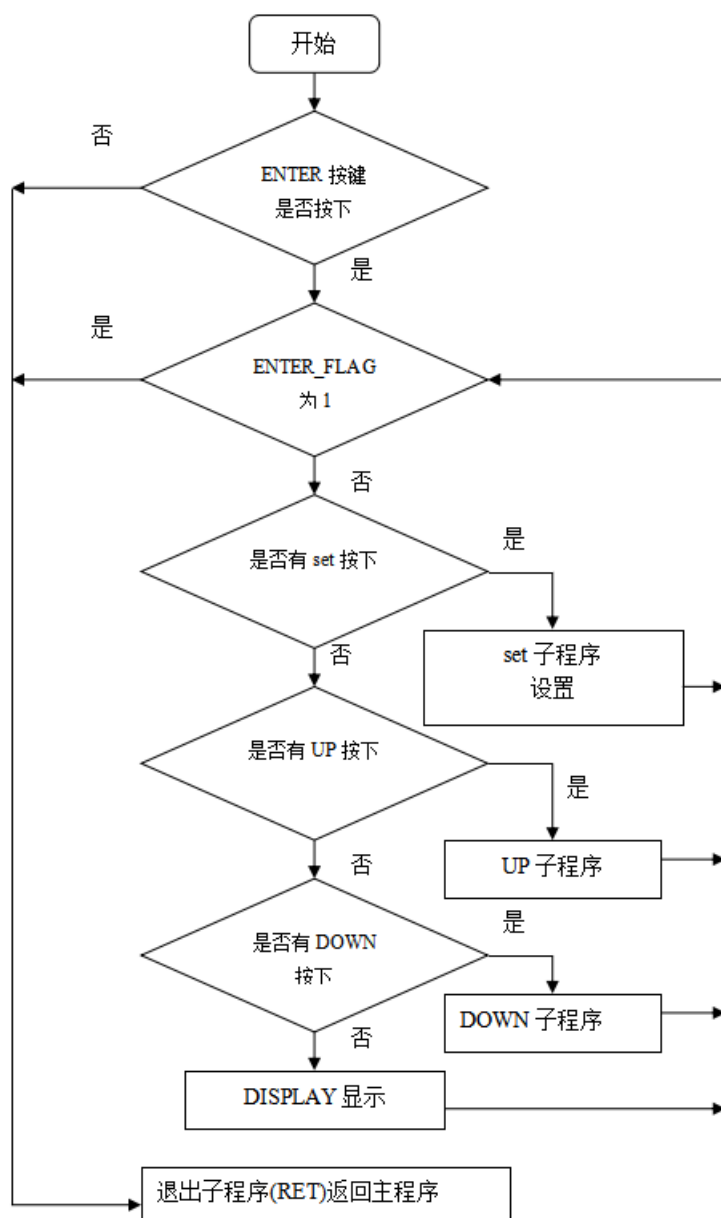 开始
否
ENTER 按键
是否按下
是
是
ENTER_FLAG
为 1
否
是否有 set 按下
是
set 子程序
设置
否
是否有 UP 按下
是
UP 子程序
否
是否有 DOWN
按下
是
DOWN 子程序
否
DISPLAY 显示
退出子程序(RET)返回主程序